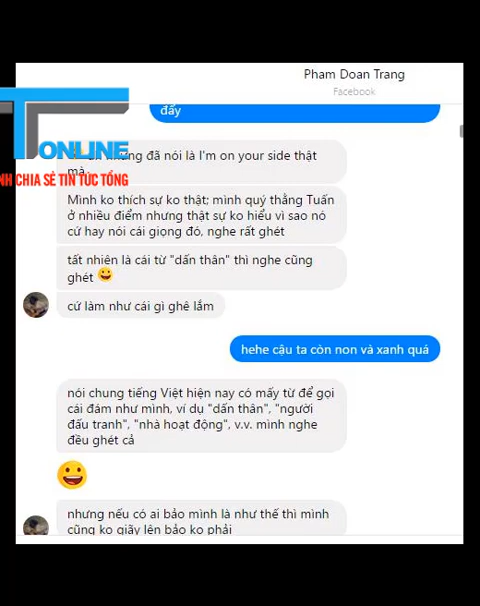 Pham Doan Trang
Facebook
đấy
ONLINE
NH CHIA SẺ TIN TỨC TỔNG
đã nói là I'm on your side thật
mà
Mình ko thích sự ko thật; mình quý thằng Tuấn
ở nhiều điểm nhưng thật sự ko hiểu vì sao nó
cứ hay nói cái giọng đó, nghe rất ghét
tất nhiên là cái từ "dấn thân" thì nghe cũng
ghét 😀
cứ làm như cái gì ghê lắm
hehe cậu ta còn non và xanh quá
nói chung tiếng Việt hiện nay có mấy từ để gọi
cái đám như mình, ví dụ "dấn thân", "người
đấu tranh", "nhà hoạt động", v.v. mình nghe
đều ghét cả
😀
nhưng nếu có ai bảo mình là như thế thì mình
cũng ko giãy lên bảo ko phải